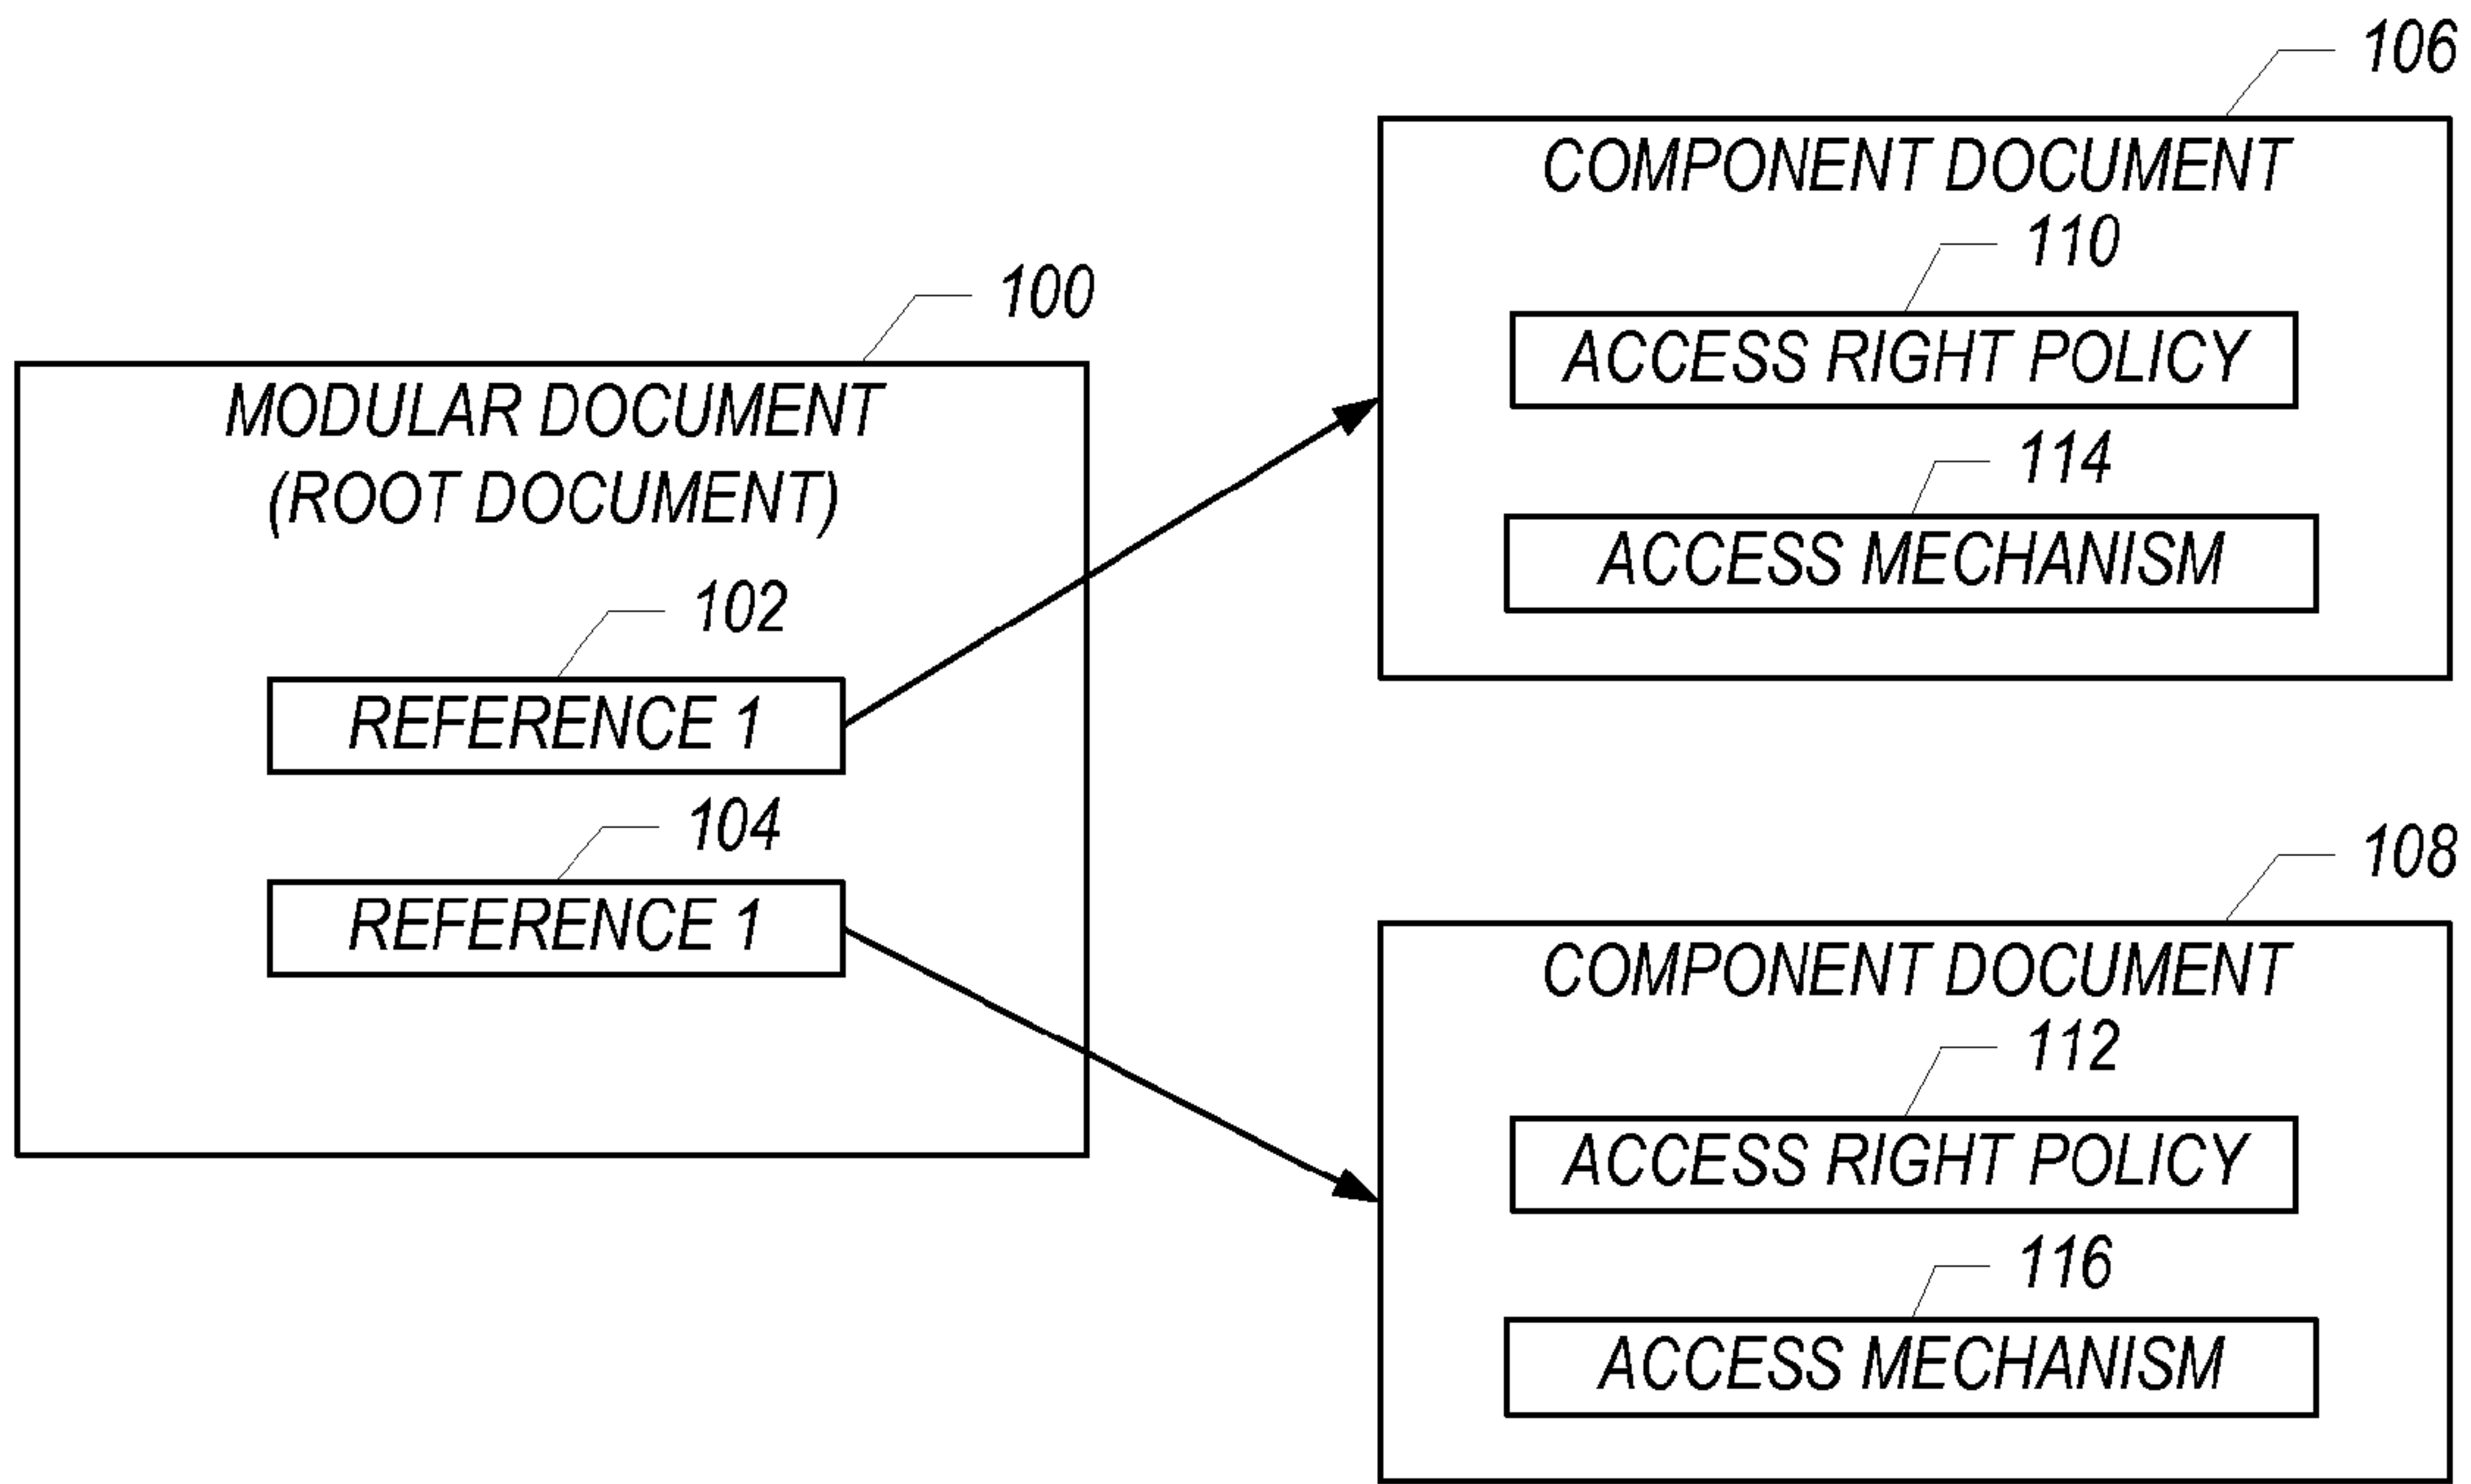 100
MODULAR DOCUMENT
(ROOT DOCUMENT)
102
REFERENCE 1
104
REFERENCE 1
106
COMPONENT DOCUMENT
110
ACCESS RIGHT POLICY
114
ACCESS MECHANISM
108
COMPONENT DOCUMENT
112
ACCESS RIGHT POLICY
116
ACCESS MECHANISM